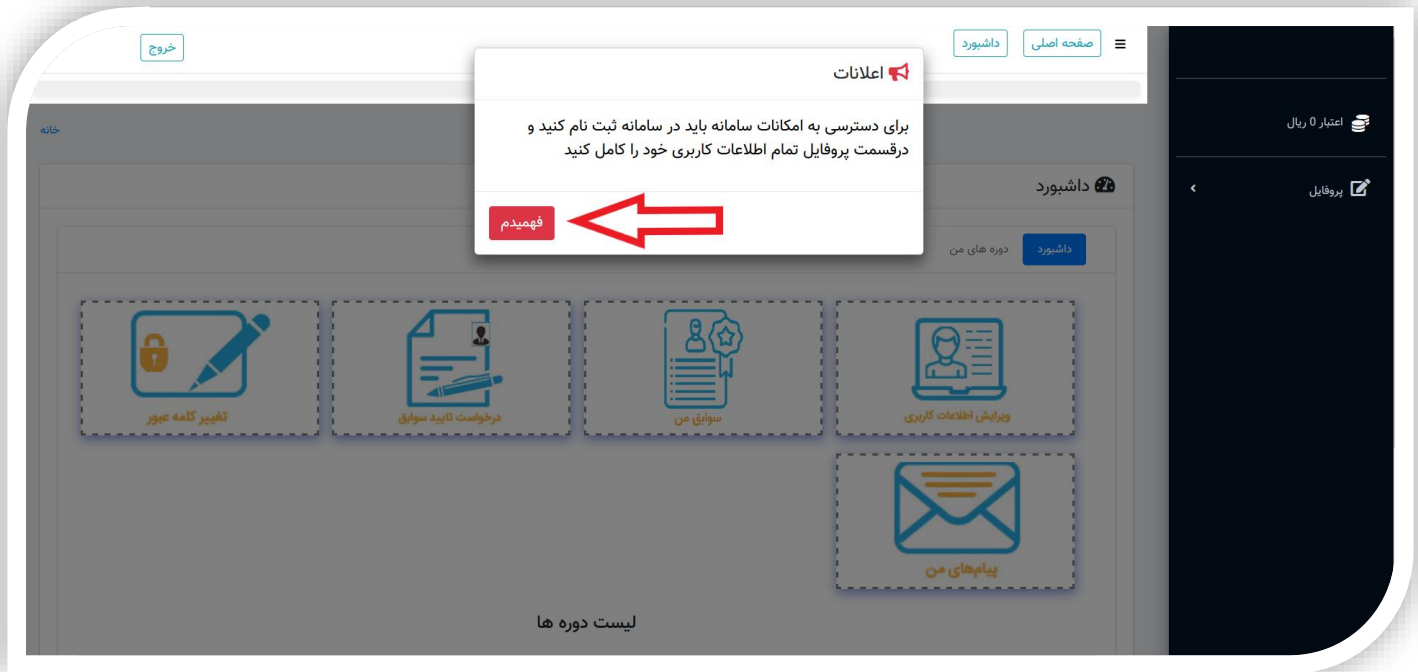 صفحه اصلی
داشبورد
خروج
اعلانات
برای دسترسی به امکانات سامانه باید در سامانه ثبت نام کنید و
درقسمت پروفایل تمام اطلاعات کاربری خود را کامل کنید
فهمیدم
اعتبار 0 ریال
پروفایل
خانه
داشبورد
داشبورد
دوره های من
ویرایش اطلاعات کاربری
سوابق من
درخواست تایید سوابق
تغییر کلمه عبور
پیام‌های من
لیست دوره ها